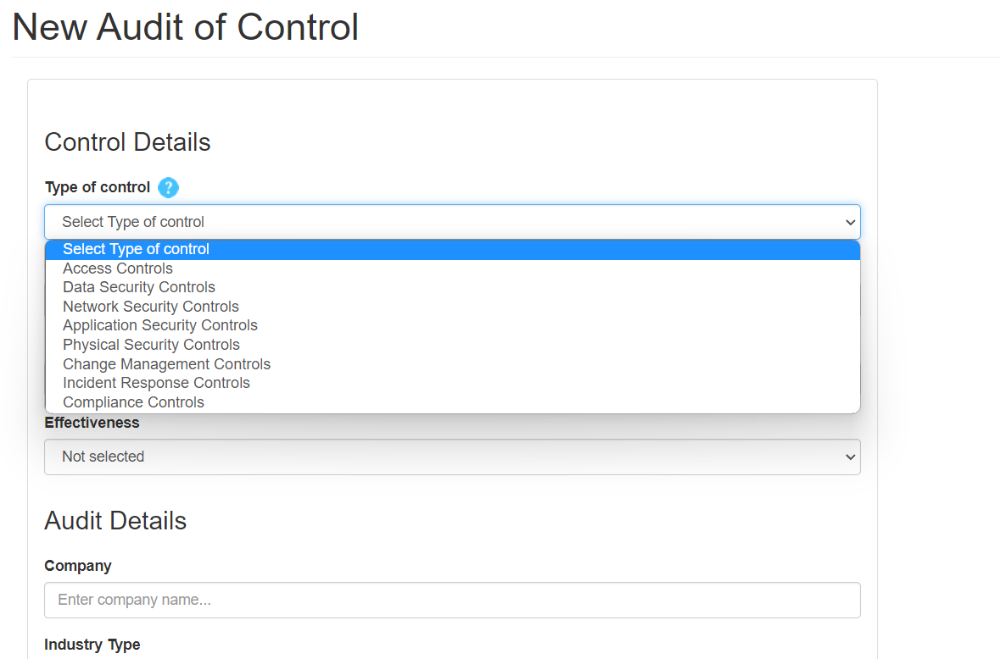 New Audit of Control
Control Details
Type of control ?
Select Type of control
Select Type of control
Access Controls
Data Security Controls
Network Security Controls
Application Security Controls
Physical Security Controls
Change Management Controls
Incident Response Controls
Compliance Controls
Effectiveness
Not selected
Audit Details
Company
Enter company name...
Industry Type